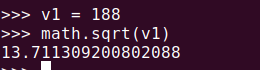 >>> v1 = 188
>>> math.sqrt(v1)
13.711309200802088
>>>